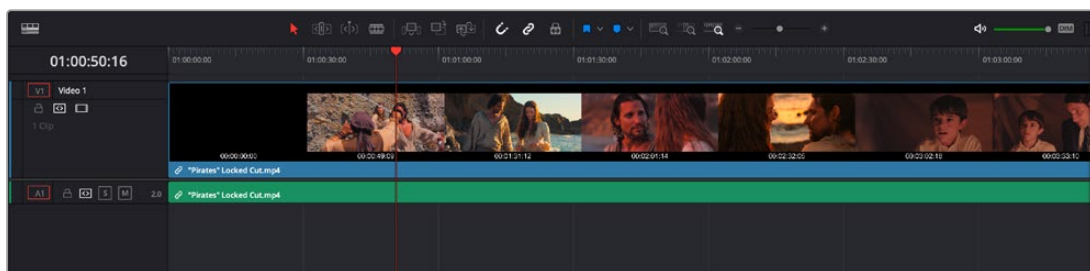 DIM
01:00:50:16
01:00:00:00 01:00:30:00 01:01:00:00 01:01:30:00 01:02:00:00 01:02:30:00 01:03:00:00
V1 Video 1
1 Clip
00:00:00:00 00:00:49:09 00:01:31:12 00:02:01:14 00:02:32:05 00:03:02:18 00:03:53:10
"Pirates" Locked Cut.mp4
A1 S M 2.0 "Pirates" Locked Cut.mp4